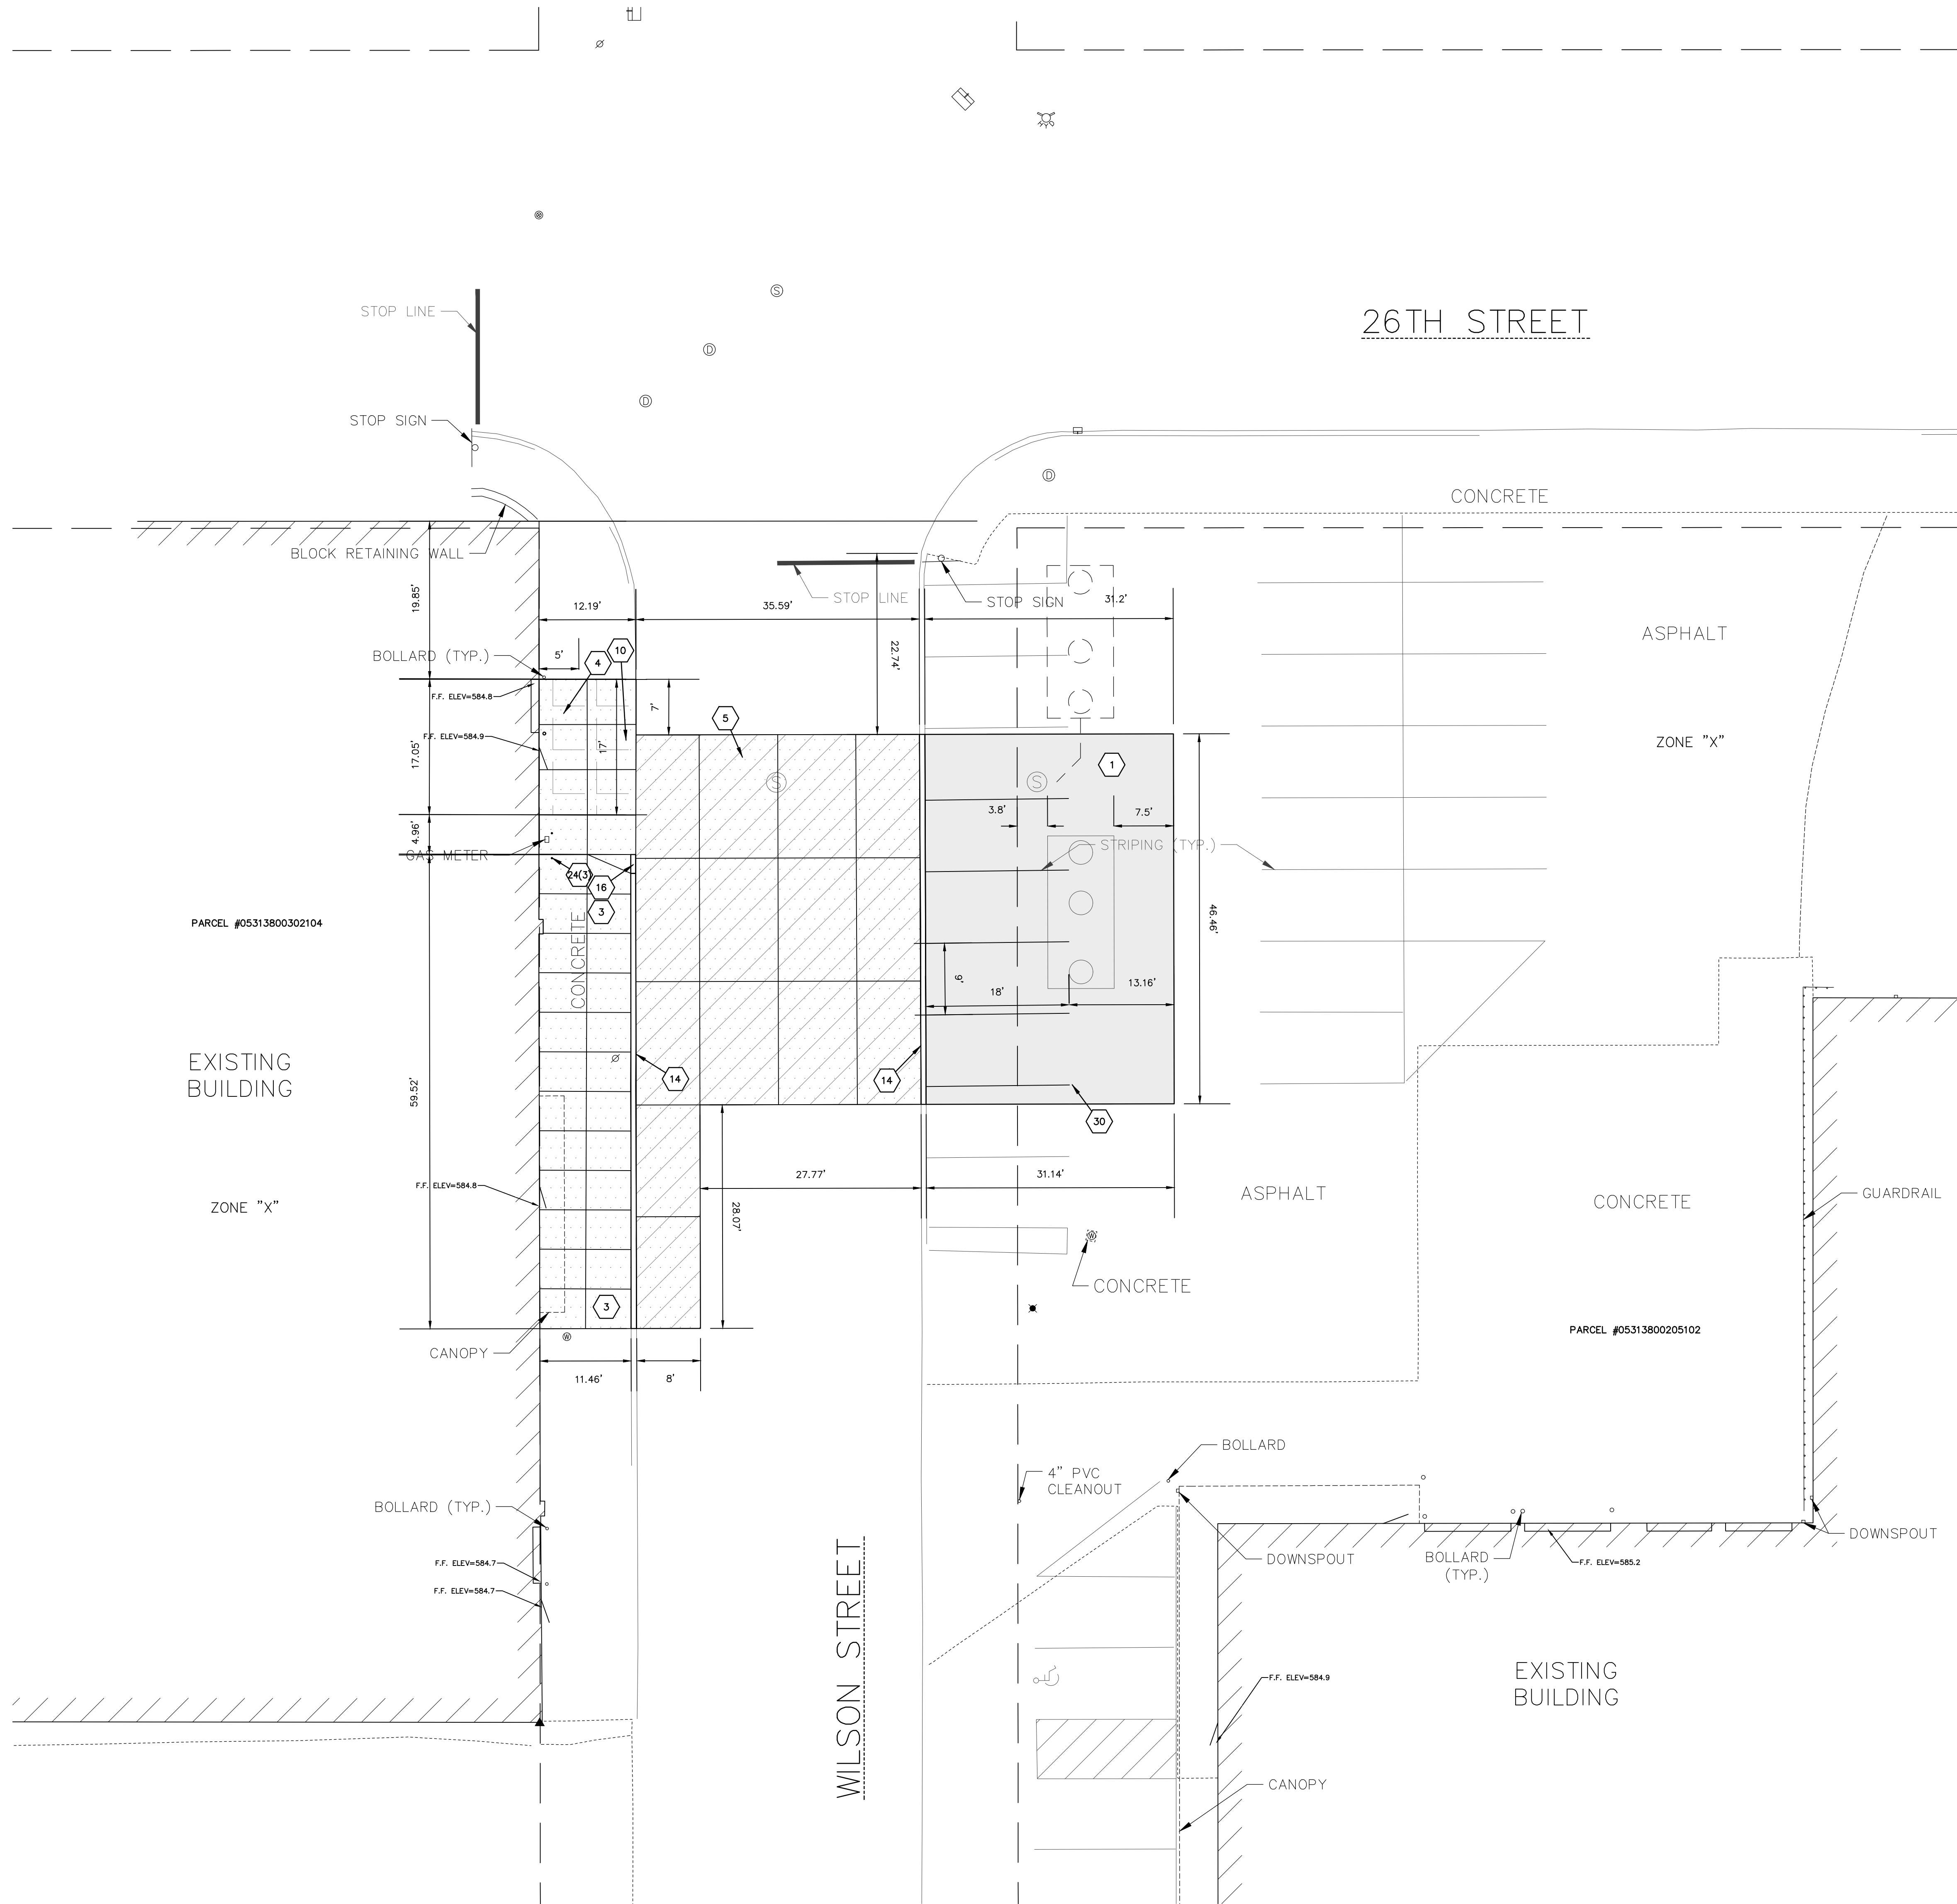 STOP LINE
Ⓢ
26TH STREET
Ⓓ
Ⓓ
STOP SIGN
Ⓓ
CONCRETE
BLOCK RETAINING WALL
19.85'
12.19'
35.59'
STOP LINE
STOP SIGN
31.2'
22.74'
ASPHALT
BOLLARD (TYP.)
5'
4
10
F.F. ELEV=584.8
7'
5
F.F. ELEV=584.9
17.05'
17'
ZONE "X"
1
S
S
3.8'
7.5'
4.96'
GAS METER
STRIPING (TYP.)
24(3)
16
3
PARCEL #05313800302104
CONCRETE
46.46'
9'
18'
13.16'
EXISTING
BUILDING
59.52'
14
14
30
27.77'
31.14'
F.F. ELEV=584.8
ASPHALT
CONCRETE
GUARDRAIL
ZONE "X"
28.07'
W
CONCRETE
3
PARCEL #05313800205102
W
CANOPY
11.46'
8'
BOLLARD
4" PVC
CLEANOUT
BOLLARD (TYP.)
DOWNSPOUT
DOWNSPOUT
BOLLARD
(TYP.)
F.F. ELEV=585.2
F.F. ELEV=584.7
F.F. ELEV=584.7
WILSON STREET
F.F. ELEV=584.9
EXISTING
BUILDING
CANOPY